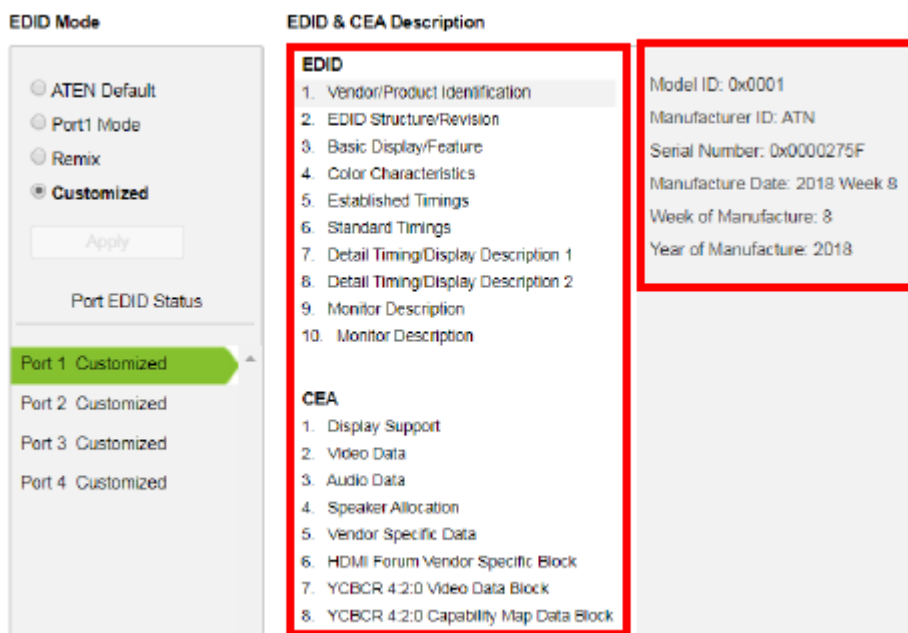 EDID Mode
ATEN Default
Port1 Mode
Remix
Customized
Apply
Port EDID Status
Port 1 Customized
Port 2 Customized
Port 3 Customized
Port 4 Customized
EDID & CEA Description
EDID
1. Vendor/Product Identification
2. EDID Structure/Revision
3. Basic Display/Feature
4. Color Characteristics
5. Established Timings
6. Standard Timings
7. Detail Timing/Display Description 1
8. Detail Timing/Display Description 2
9. Monitor Description
10. Monitor Description
CEA
1. Display Support
2. Video Data
3. Audio Data
4. Speaker Allocation
5. Vendor Specific Data
6. HDMI Forum Vendor Specific Block
7. YCBCR 4:2:0 Video Data Block
8. YCBCR 4:2:0 Capability Map Data Block
Model ID: 0x0001
Manufacturer ID: ATN
Serial Number: 0x0000275F
Manufacture Date: 2018 Week 8
Week of Manufacture: 8
Year of Manufacture: 2018